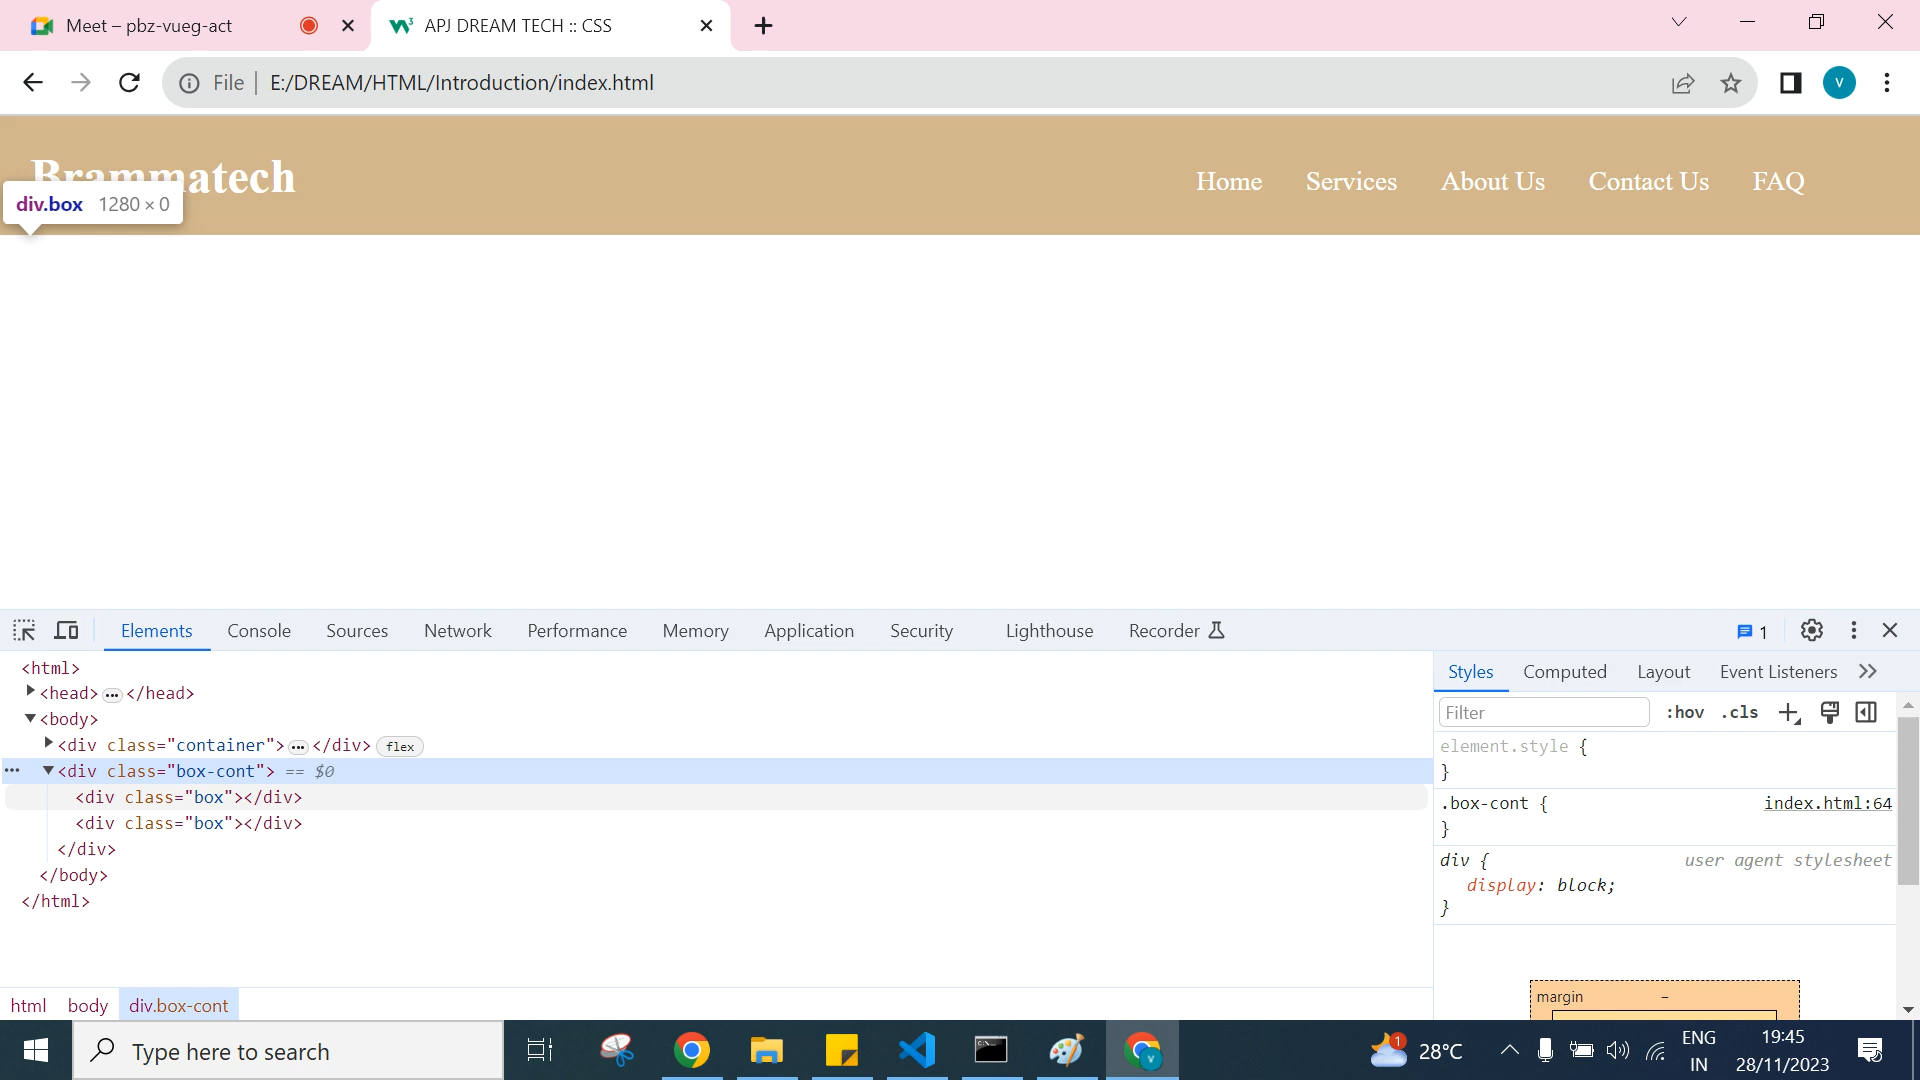 Meet – pbz-vueg-act
APJ DREAM TECH :: CSS
File E:/DREAM/HTML/Introduction/index.html
V
Brammatech
Home Services About Us Contact Us FAQ
div.box 1280 × 0
Elements Console Sources Network Performance Memory Application Security Lighthouse Recorder 1
<html>
<head> ••• </head>
<body>
<div class="container"> ••• </div> flex
••• <div class="box-cont"> == $0
<div class="box"></div>
<div class="box"></div>
</div>
</body>
</html>
html body div.box-cont
Styles Computed Layout Event Listeners
Filter :hov .cls
element.style {
}
.box-cont { index.html:64
}
div { user agent stylesheet
display: block;
}
margin –
Type here to search
V
1 28°C
ENG
IN
19:45
28/11/2023